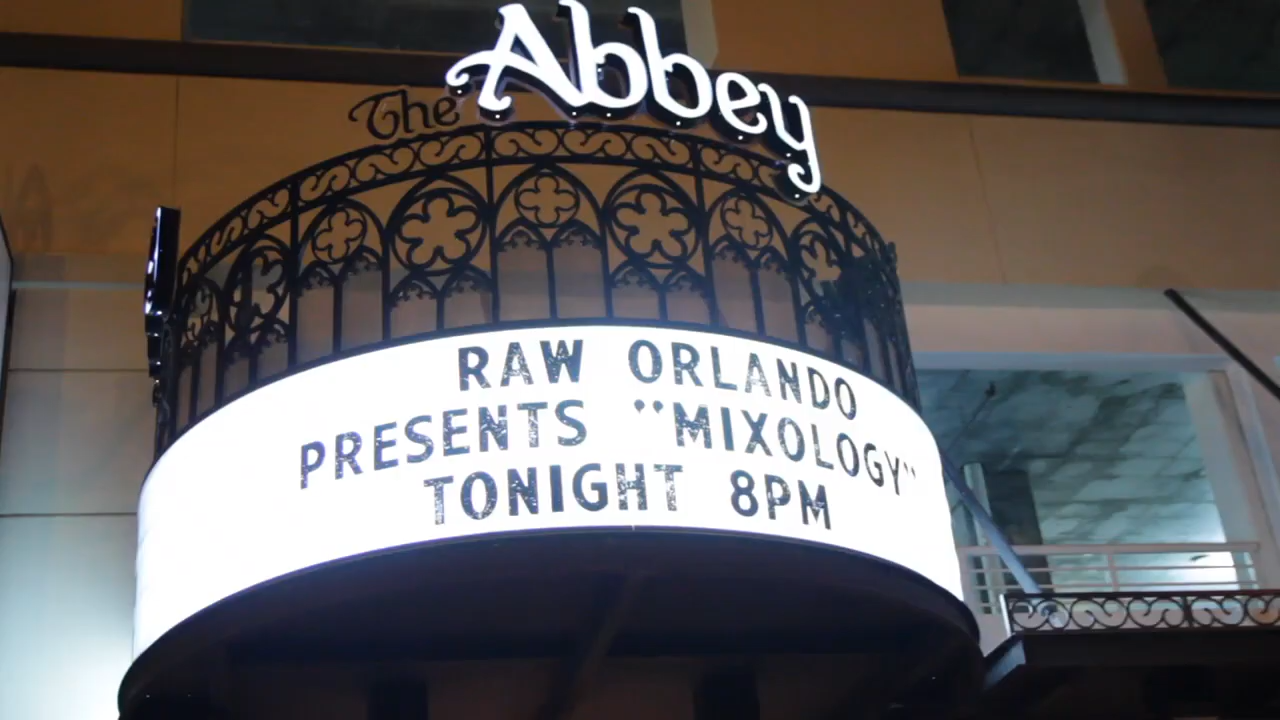 The Abbey
RAW ORLANDO
PRESENTS "MIXOLOGY"
TONIGHT 8PM